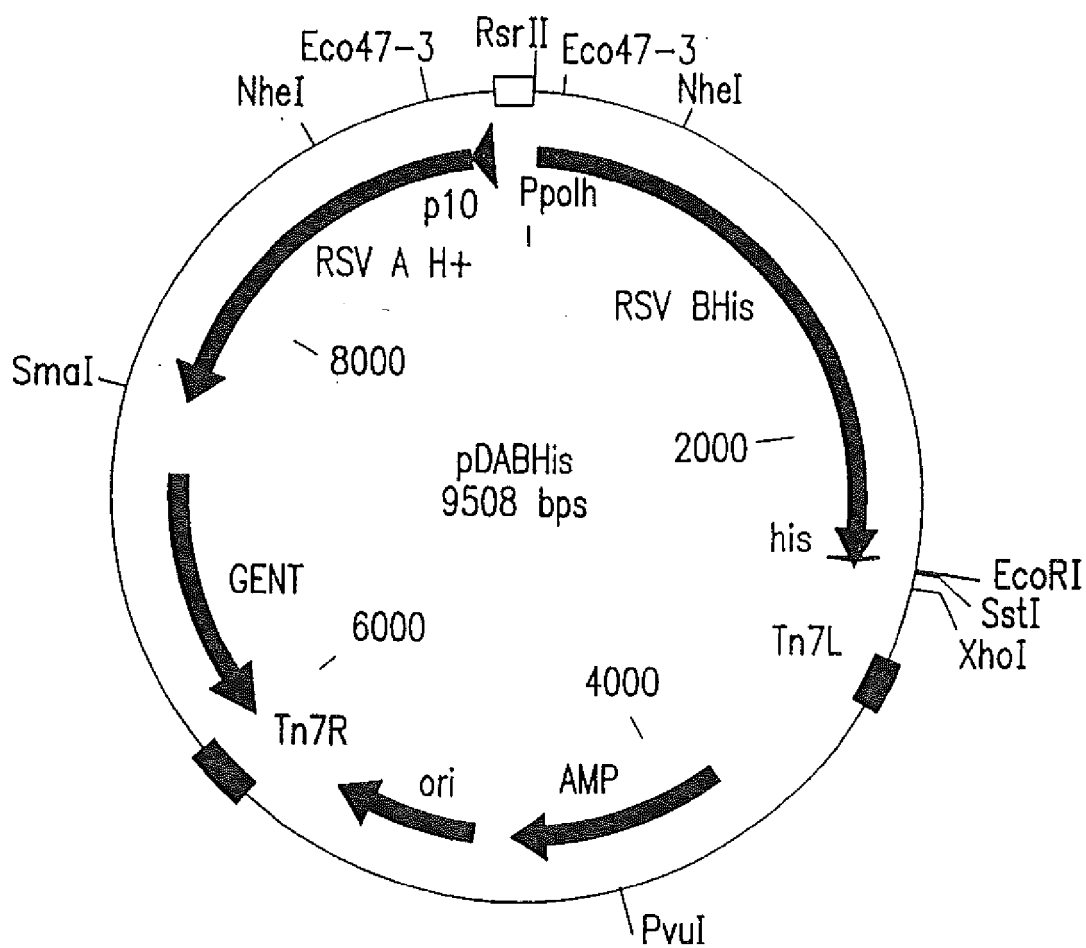 RsrII
Eco47-3
Eco47-3
NheI
NheI
p10
Ppolh
RSV A H+
RSV BHis
8000
SmaI
2000
pDABHis
9508 bps
his
EcoRI
GENT
SstI
6000
Tn7L
XhoI
4000
Tn7R
ori
AMP
PvuI